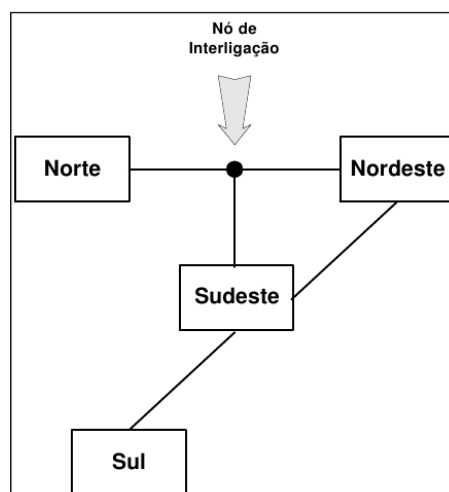 Nó de
Interligação
Norte
Nordeste
Sudeste
Sul